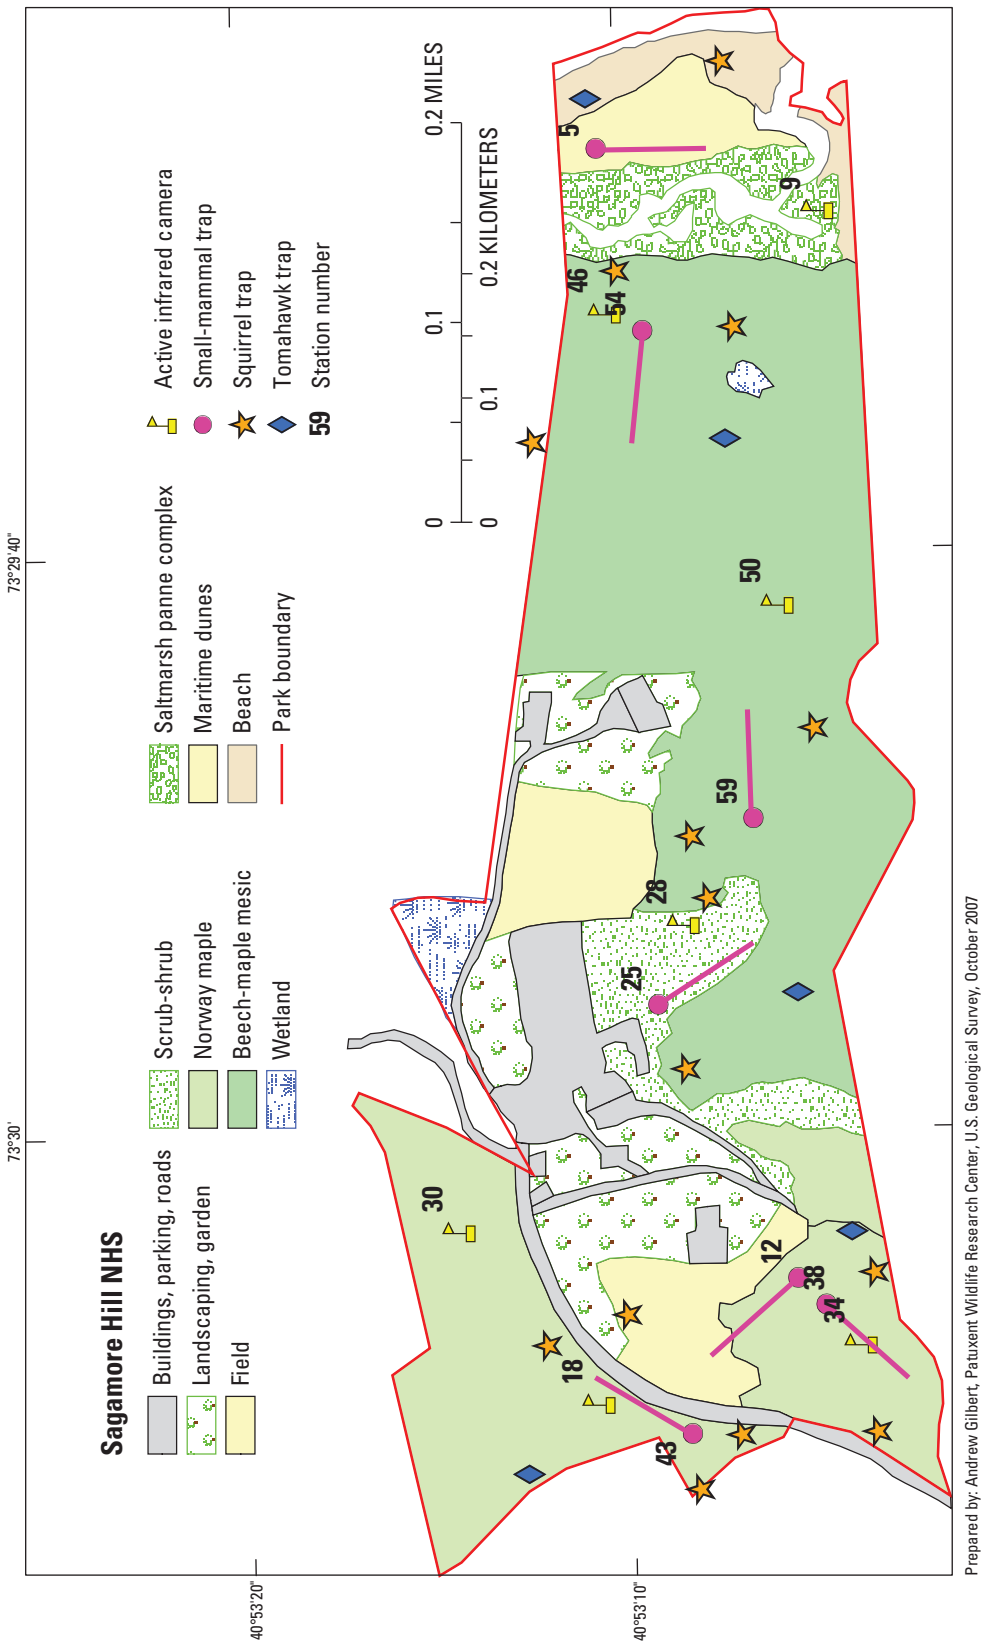 Sagamore Hill NHS
Buildings, parking, roads
Landscaping, garden
Field
Scrub-shrub
Norway maple
Beech-maple mesic
Wetland
Saltmarsh panne complex
Maritime dunes
Beach
Park boundary
Active infrared camera
Small-mammal trap
Squirrel trap
Tomahawk trap
59 Station number
0 0.1 0.2 MILES
0 0.1 0.2 KILOMETERS
73°30'
73°29'40"
40°53'20"
40°53'10"
30
18
43
12
38
34
25
28
59
50
46
54
5
9
Prepared by: Andrew Gilbert, Patuxent Wildlife Research Center, U.S. Geological Survey, October 2007